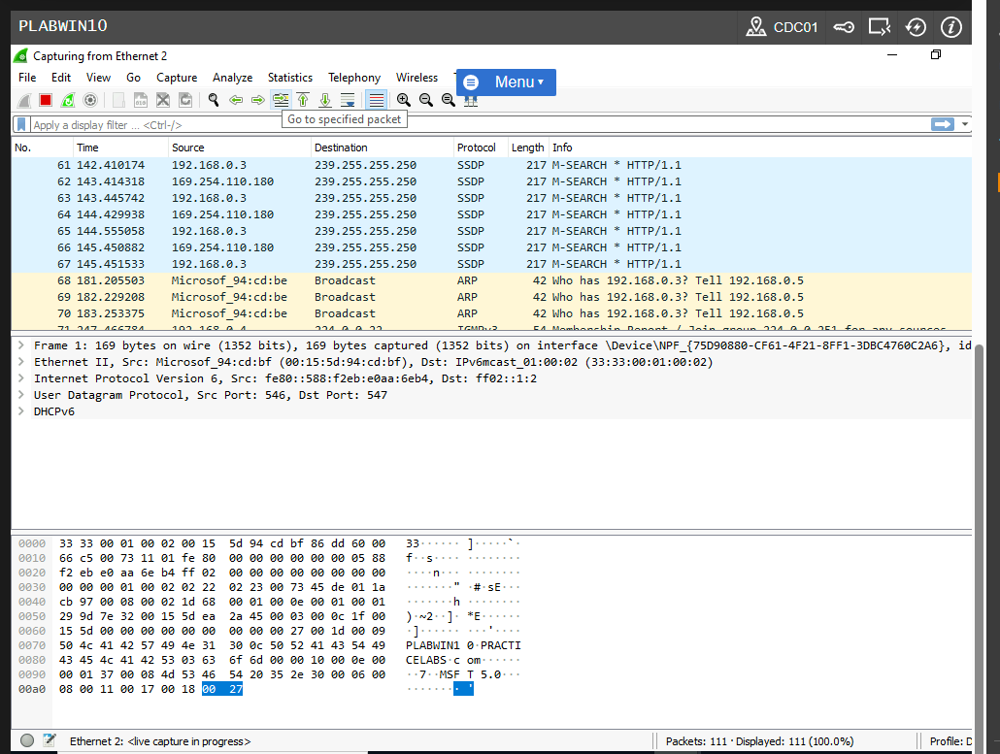 PLABWIN10
CDC01
Capturing from Ethernet 2
File Edit View Go Capture Analyze Statistics Telephony Wireless
Menu
Apply a display filter ... <Ctrl-/>
Go to specified packet
No. Time Source Destination Protocol Length Info
61 142.410174 192.168.0.3 239.255.255.250 SSDP 217 M-SEARCH * HTTP/1.1
62 143.414318 169.254.110.180 239.255.255.250 SSDP 217 M-SEARCH * HTTP/1.1
63 143.445742 192.168.0.3 239.255.255.250 SSDP 217 M-SEARCH * HTTP/1.1
64 144.429938 169.254.110.180 239.255.255.250 SSDP 217 M-SEARCH * HTTP/1.1
65 144.555058 192.168.0.3 239.255.255.250 SSDP 217 M-SEARCH * HTTP/1.1
66 145.450882 169.254.110.180 239.255.255.250 SSDP 217 M-SEARCH * HTTP/1.1
67 145.451533 192.168.0.3 239.255.255.250 SSDP 217 M-SEARCH * HTTP/1.1
68 181.205503 Microsof_94:cd:be Broadcast ARP 42 Who has 192.168.0.3? Tell 192.168.0.5
69 182.229208 Microsof_94:cd:be Broadcast ARP 42 Who has 192.168.0.3? Tell 192.168.0.5
70 183.253375 Microsof_94:cd:be Broadcast ARP 42 Who has 192.168.0.3? Tell 192.168.0.5
71 247.466784 192.168.0.4 224.0.0.22 IGMPv3 54 Membership Report / Join group 224.0.0.251 for any sources
Frame 1: 169 bytes on wire (1352 bits), 169 bytes captured (1352 bits) on interface \Device\NPF_{75D90880-CF61-4F21-8FF1-3DBC4760C2A6}, id
Ethernet II, Src: Microsof_94:cd:bf (00:15:5d:94:cd:bf), Dst: IPv6mcast_01:00:02 (33:33:00:01:00:02)
Internet Protocol Version 6, Src: fe80::588:f2eb:e0aa:6eb4, Dst: ff02::1:2
User Datagram Protocol, Src Port: 546, Dst Port: 547
DHCPv6
0000 33 33 00 01 00 02 00 15 5d 94 cd bf 86 dd 60 00 33······ ]·····`·
0010 66 c5 00 73 11 01 fe 80 00 00 00 00 00 00 05 88 f··s···· ········
0020 f2 eb e0 aa 6e b4 ff 02 00 00 00 00 00 00 00 00 ····n··· ········
0030 00 00 00 01 00 02 02 22 02 23 00 73 45 de 01 1a ·······" ·#·sE···
0040 cb 97 00 08 00 02 1d 68 00 01 00 0e 00 01 00 01 ·······h ········
0050 29 9d 7e 32 00 15 5d ea 2a 45 00 03 00 0c 1f 00 )·~2··]· *E······
0060 15 5d 00 00 00 00 00 00 00 00 00 27 00 1d 00 09 ·]······ ···'····
0070 50 4c 41 42 57 49 4e 31 30 0c 50 52 41 43 54 49 PLABWIN1 0·PRACTI
0080 43 45 4c 41 42 53 03 63 6f 6d 00 00 10 00 0e 00 CELABS·c om······
0090 00 01 37 00 08 4d 53 46 54 20 35 2e 30 00 06 00 ··7··MSF T 5.0···
00a0 08 00 11 00 17 00 18 00 27 ········ '
Ethernet 2: <live capture in progress>
Packets: 111 · Displayed: 111 (100.0%)
Profile: D